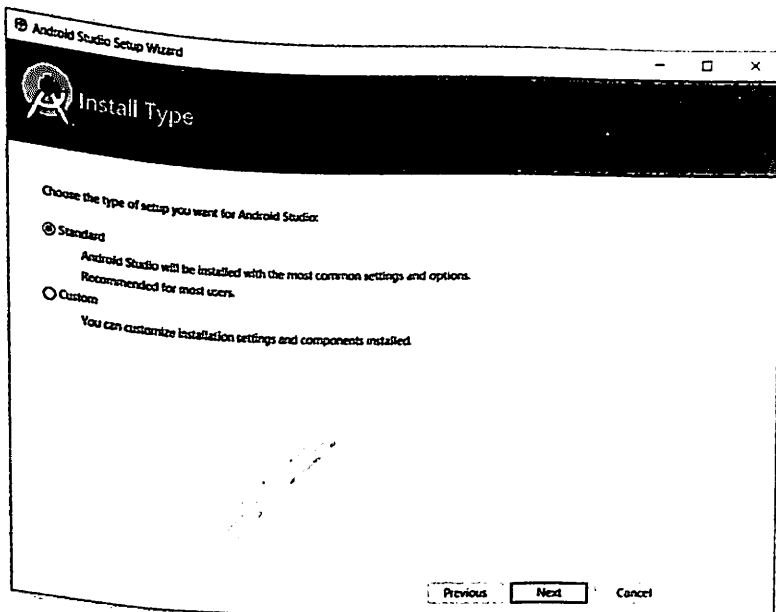 Android Studio Setup Wizard
Install Type
Choose the type of setup you want for Android Studio:
Standard
Android Studio will be installed with the most common settings and options.
Recommended for most users.
Custom
You can customize installation settings and components installed.
Previous Next Cancel